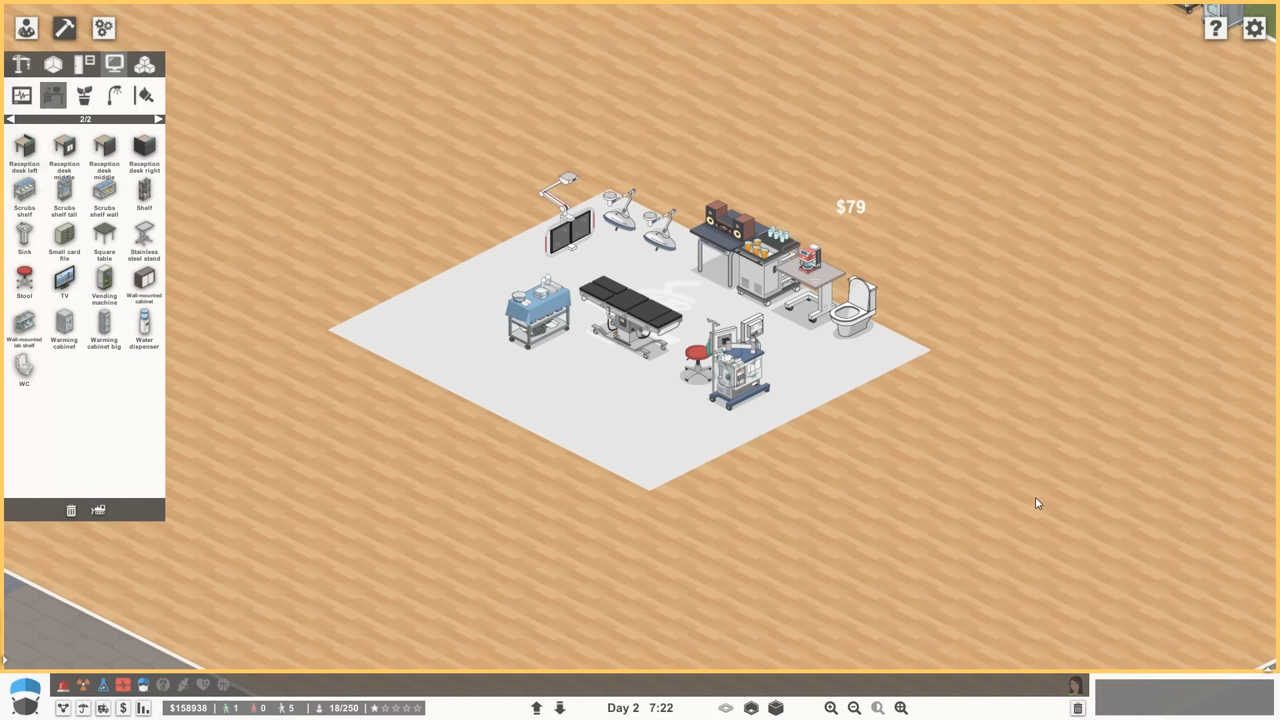 ?
2/2
Reception desk left
Reception desk middle
Reception desk middle
Reception desk right
Scrubs shelf
Scrubs shelf tall
Scrubs shelf wall
Shelf
Sink
Small card file
Square table
Stainless steel stand
Stool
TV
Vending machine
Wall-mounted cabinet
Wall-mounted lab shelf
Warming cabinet
Warming cabinet big
Water dispenser
WC
$79
$ 
$158938 | 1 0 5 | 18/250 |
Day 2 7:22